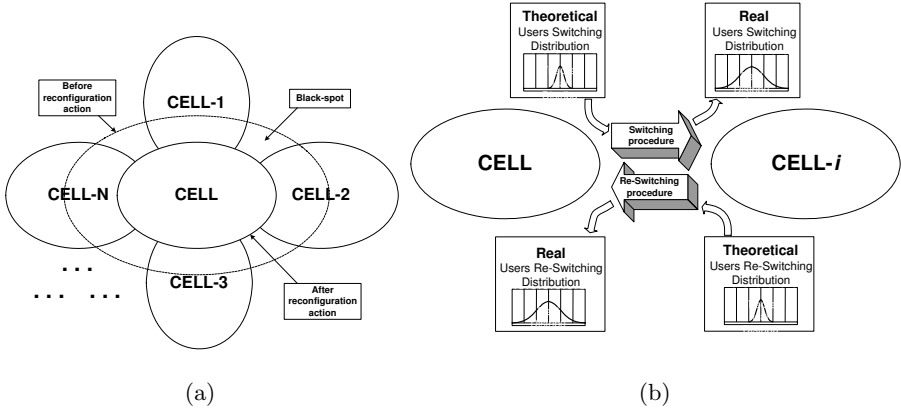 CELL-1
Before
reconfiguration
action
Black-spot
CELL-N
CELL
CELL-2
. . .
. . . . . .
CELL-3
After
reconfiguration
action
(a)
Theoretical
Users Switching
Distribution
Real
Users Switching
Distribution
Switching
procedure
CELL
CELL-i
Re-Switching
procedure
Real
Users Re-Switching
Distribution
Theoretical
Users Re-Switching
Distribution
(b)